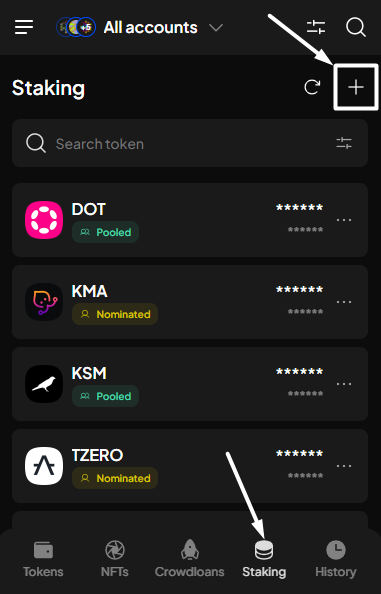 +5 All accounts
Staking
Search token
DOT ******
Pooled ******
KMA ******
Nominated ******
KSM ******
Pooled ******
TZERO ******
Nominated ******
Tokens NFTs Crowdloans Staking History